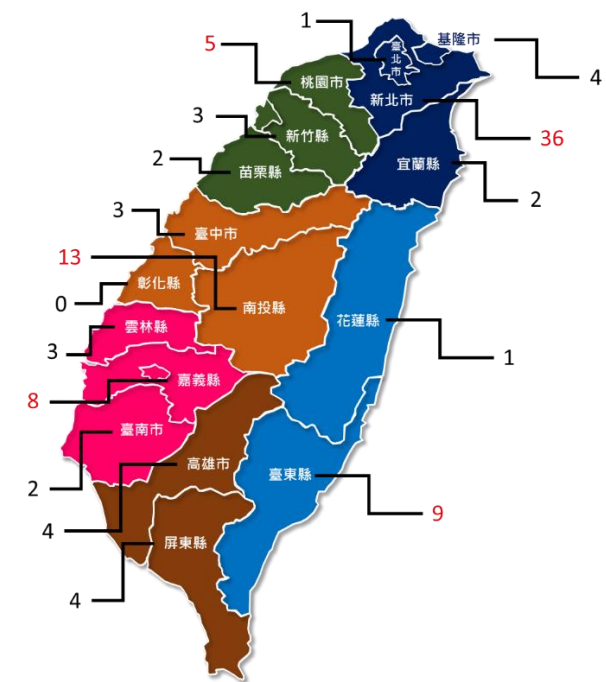 1
臺北市
基隆市
4
5
桃園市
新北市
36
3
新竹縣
2
苗栗縣
宜蘭縣
2
3
臺中市
13
彰化縣
0
南投縣
雲林縣
3
花蓮縣
1
嘉義縣
8
臺南市
2
高雄市
4
臺東縣
9
屏東縣
4